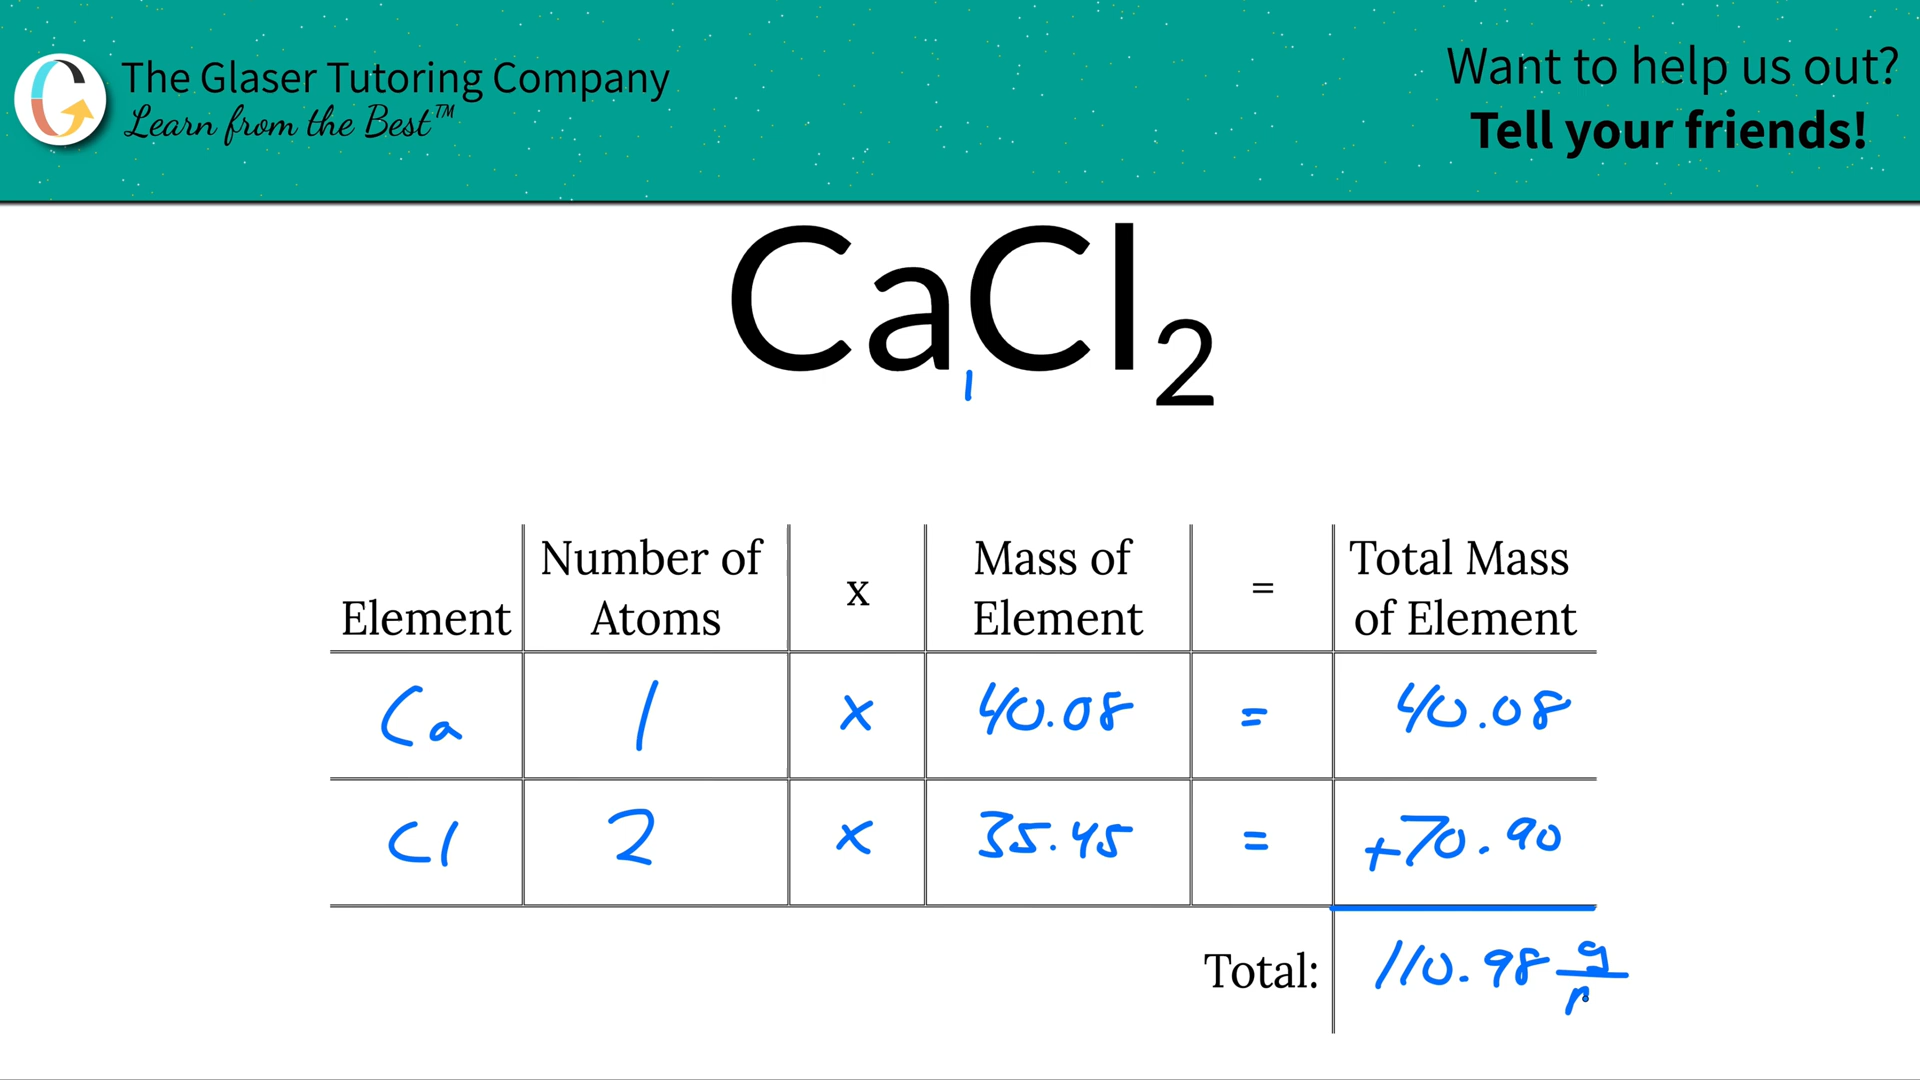 The Glaser Tutoring Company
Learn from the Best™
Want to help us out?
Tell your friends!
CaCl₂
1
Element
Number of
Atoms
x
Mass of
Element
=
Total Mass
of Element
Ca 1 x 40.08 = 40.08
Cl 2 x 35.45 = +70.90
Total: 110.98 g